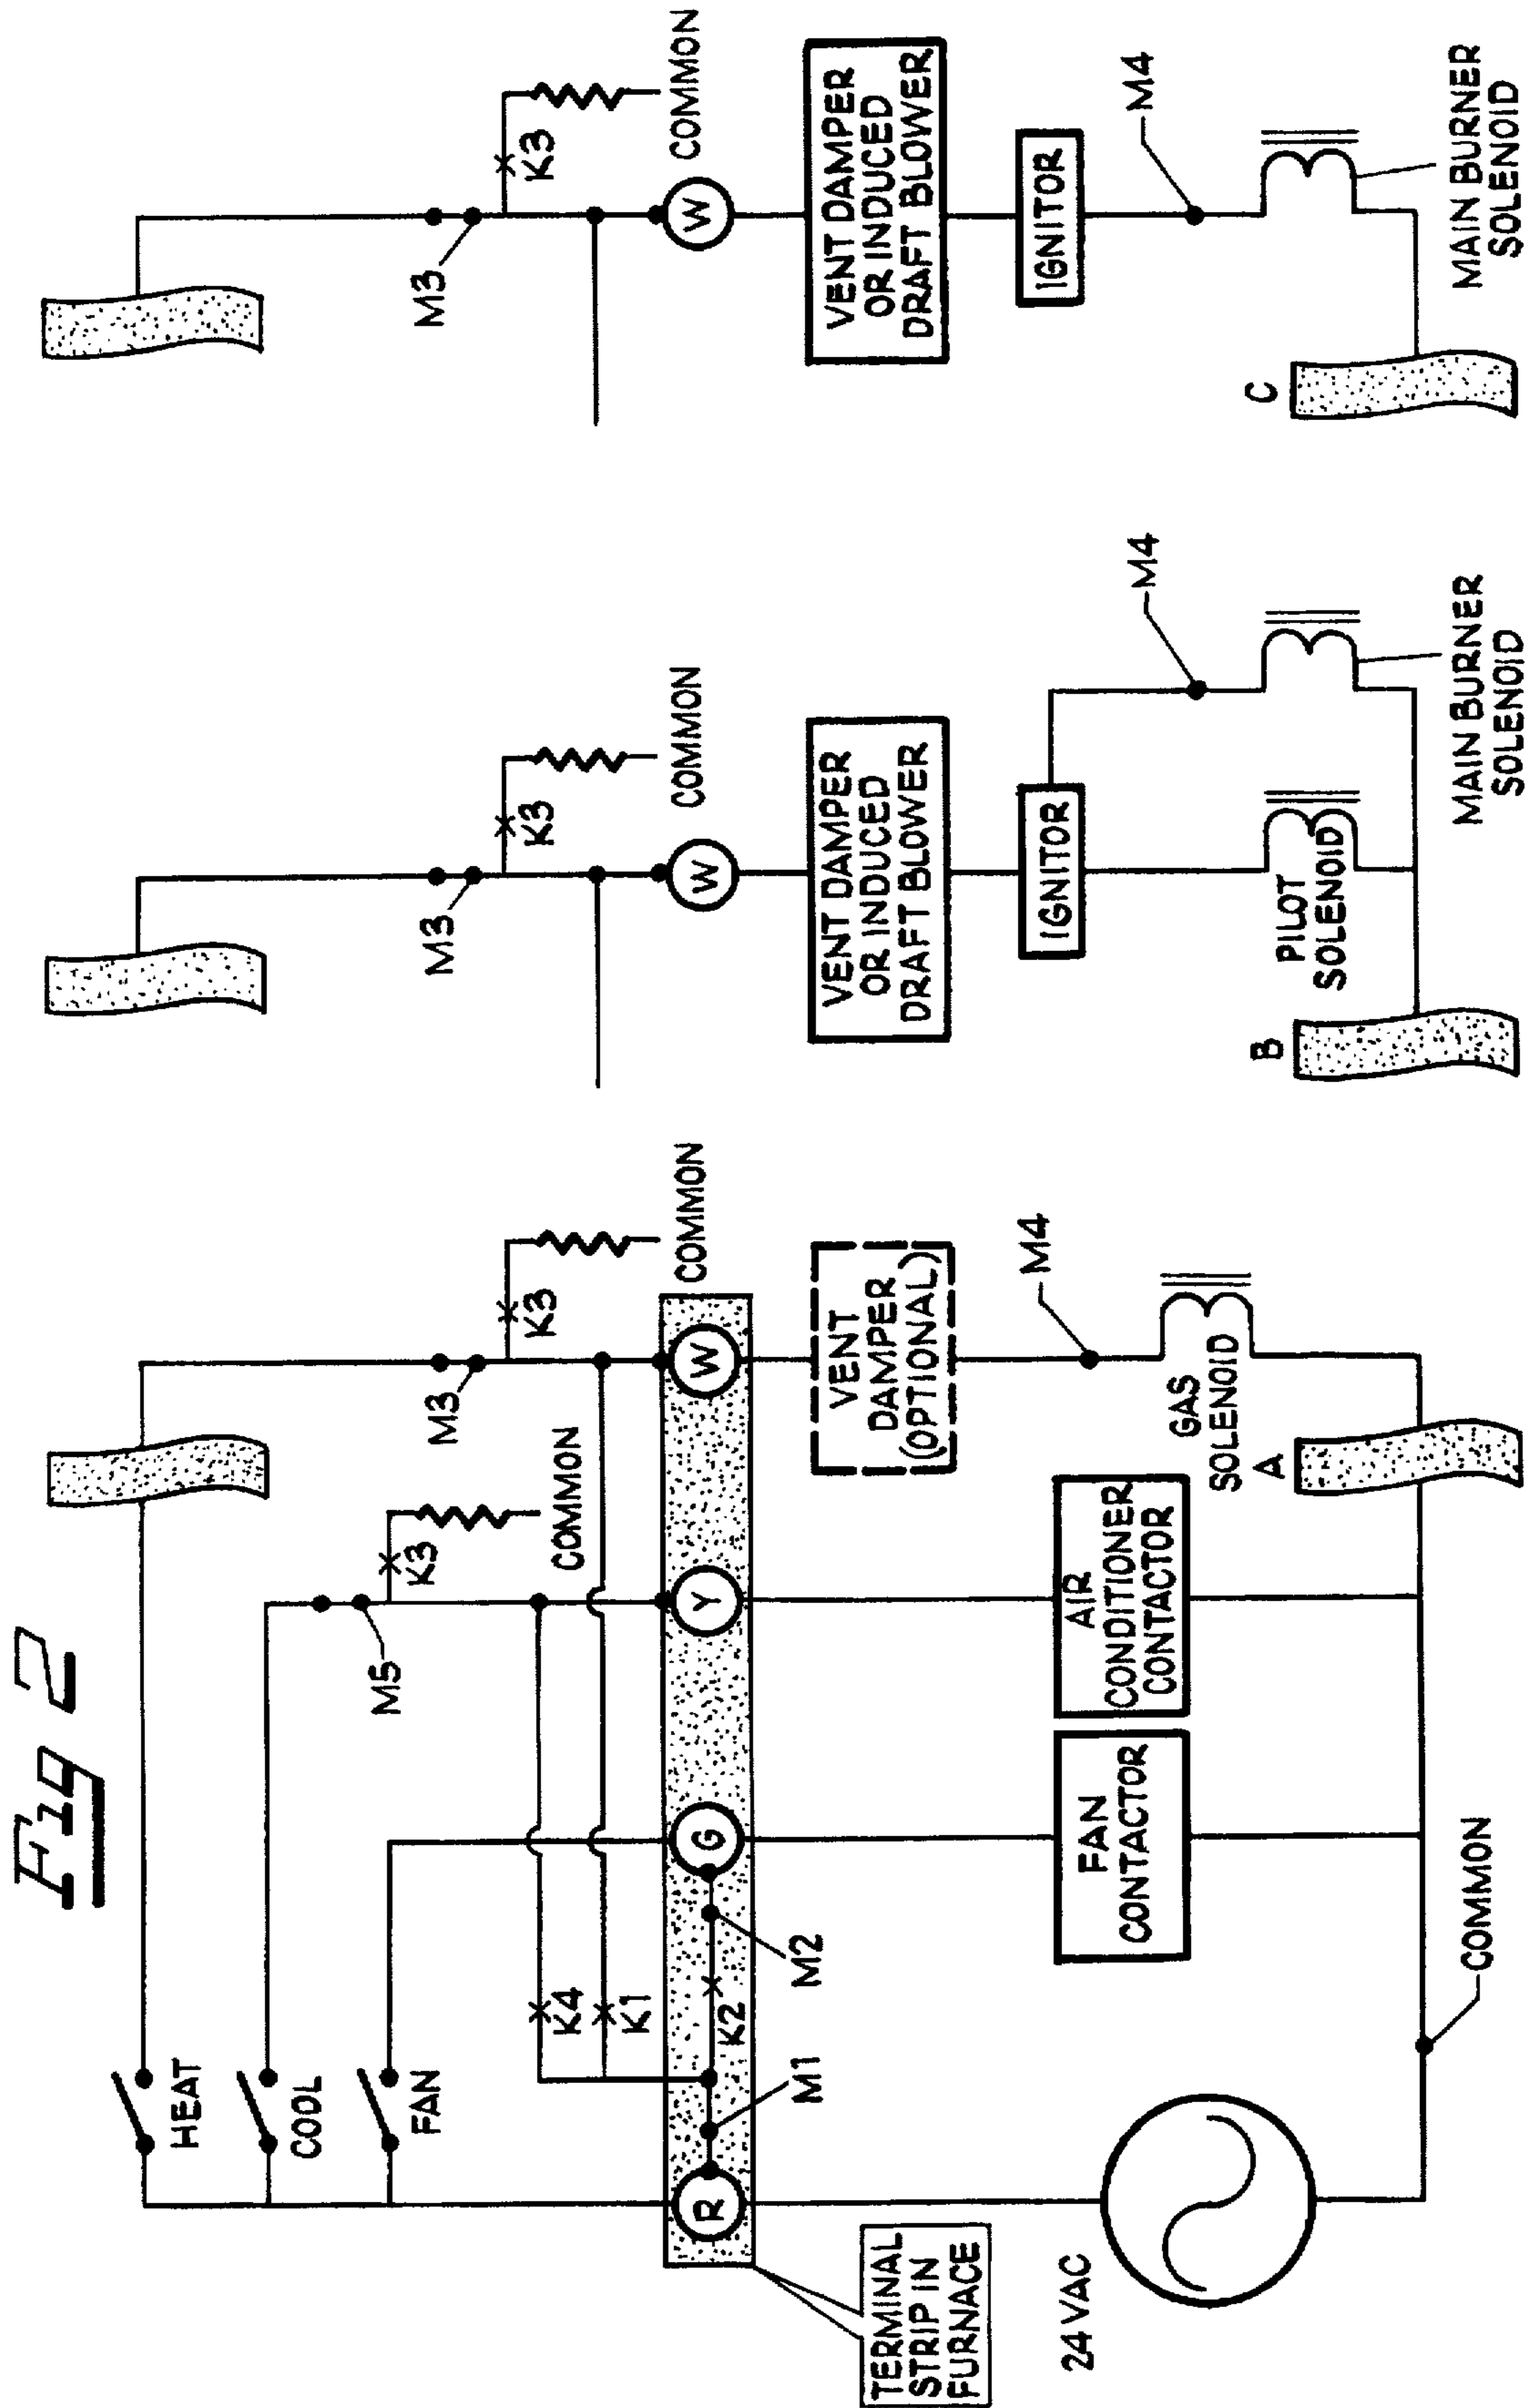 Fig 2
HEAT
COOL
FAN
K4
K1
K2
M1
M2
M5
K3
COMMON
M3
K3
COMMON
R
G
Y
W
TERMINAL
STRIP IN
FURNACE
24 VAC
FAN
CONTACTOR
AIR
CONDITIONER
CONTACTOR
VENT
DAMPER
(OPTIONAL)
M4
GAS
SOLENOID
A
COMMON
M3
K3
COMMON
W
VENT DAMPER
OR INDUCED
DRAFT BLOWER
IGNITOR
M4
PILOT
SOLENOID
MAIN BURNER
SOLENOID
B
M3
K3
COMMON
W
VENT DAMPER
OR INDUCED
DRAFT BLOWER
IGNITOR
M4
MAIN BURNER
SOLENOID
C